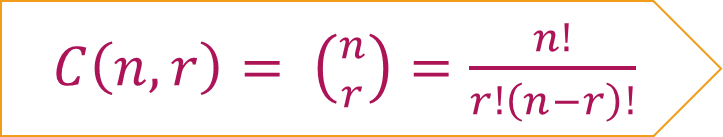 C(n,r) = (n r) = n! / r!(n−r)!